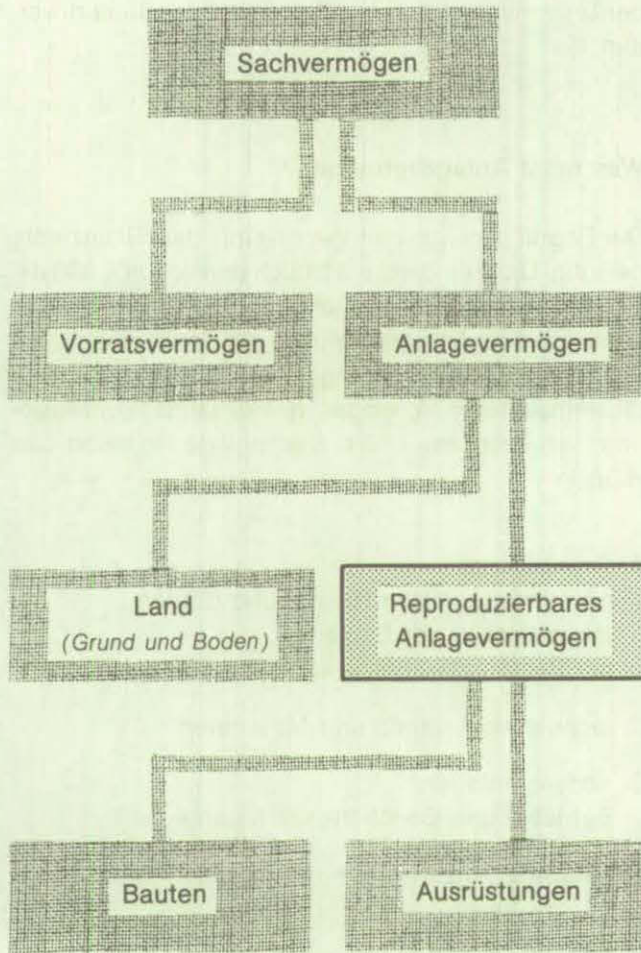 Sachvermögen
Vorratsvermögen
Anlagevermögen
Land
(Grund und Boden)
Reproduzierbares
Anlagevermögen
Bauten
Ausrüstungen